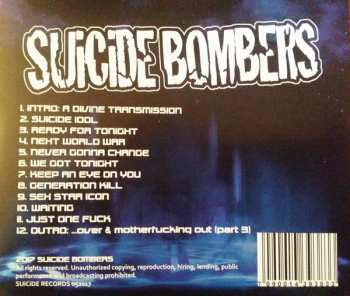 SUiCiDE BOMBERS
1. INTRO: A DIVINE TRANSMISSION
2. SUICIDE IDOL
3. READY FOR TONIGHT
4. NEXT WORLD WAR
5. NEVER GONNA CHANGE
6. WE GOT TONIGHT
7. KEEP AN EYE ON YOU
8. GENERATION KILL
9. SEX STAR ICON
10. WAITING
11. JUST ONE FUCK
12. OUTRO: ...over & motherfucking out (part 3)
2017 SUICIDE BOMBERS
All rights reserved. Unauthorized copying, reproduction, hiring, lending, public
performance and broadcasting prohibited.
SUICIDE RECORDS 052017